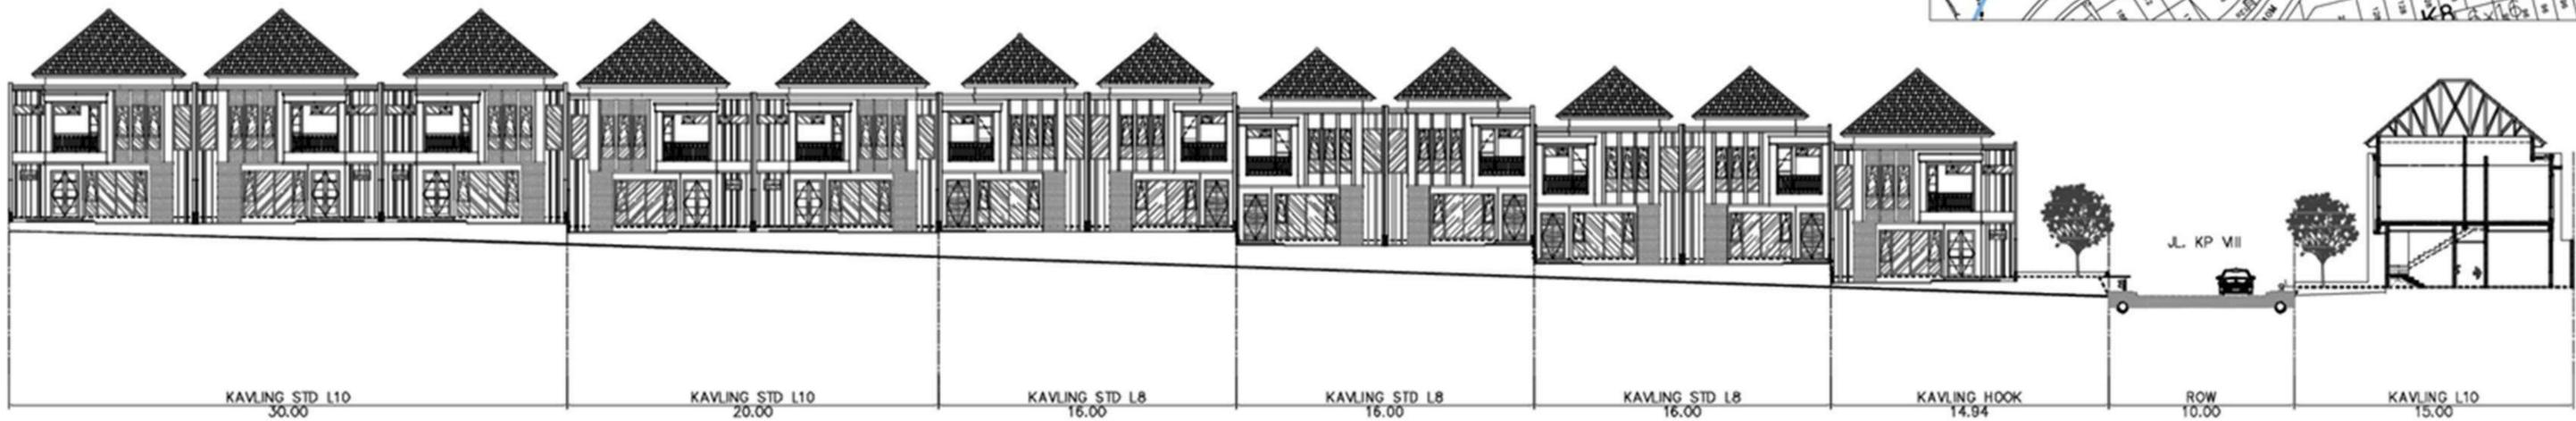 K8
JL. KP VIII
KAVLING STD L10
30.00
KAVLING STD L10
20.00
KAVLING STD L8
16.00
KAVLING STD L8
16.00
KAVLING STD L8
16.00
KAVLING HOOK
14.94
ROW
10.00
KAVLING L10
15.00